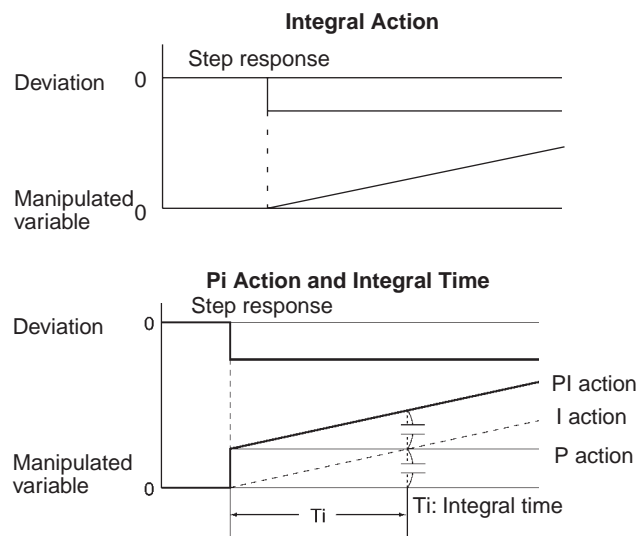 Integral Action
Step response
Deviation
0
Manipulated
variable
0
Pi Action and Integral Time
Step response
Deviation
0
PI action
I action
P action
Manipulated
variable
0
Ti: Integral time
Ti